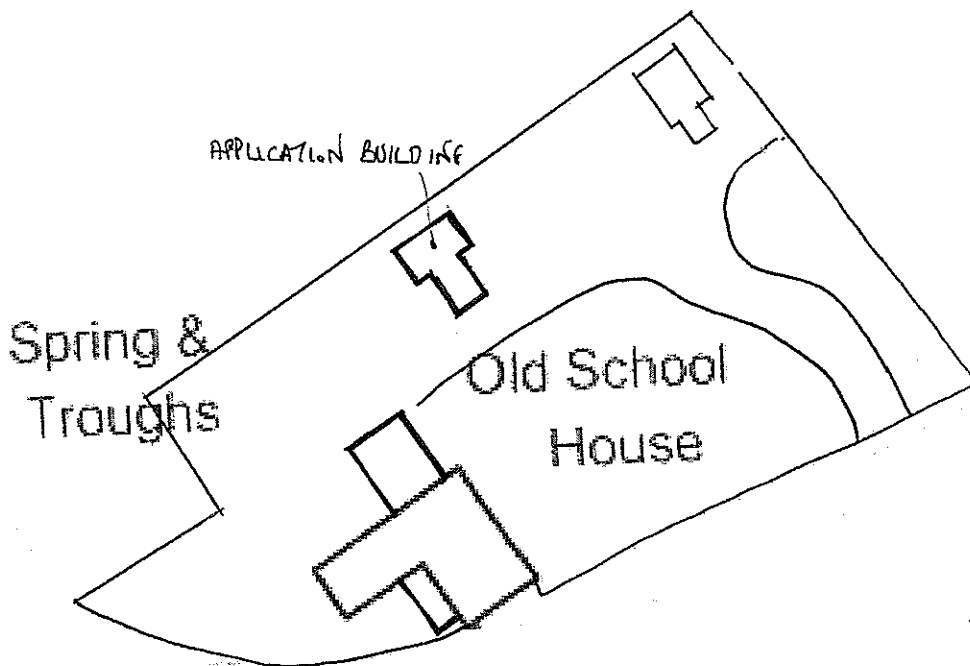 APPLICATION BUILDING
Spring &
Troughs
Old School
House